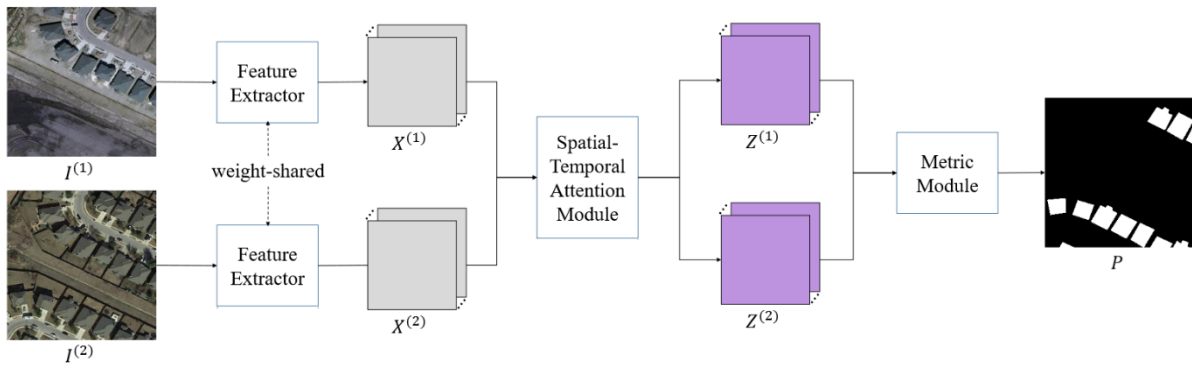 I(1)
Feature
Extractor
X(1)
weight-shared
I(2)
Feature
Extractor
X(2)
Spatial-
Temporal
Attention
Module
Z(1)
Z(2)
Metric
Module
P